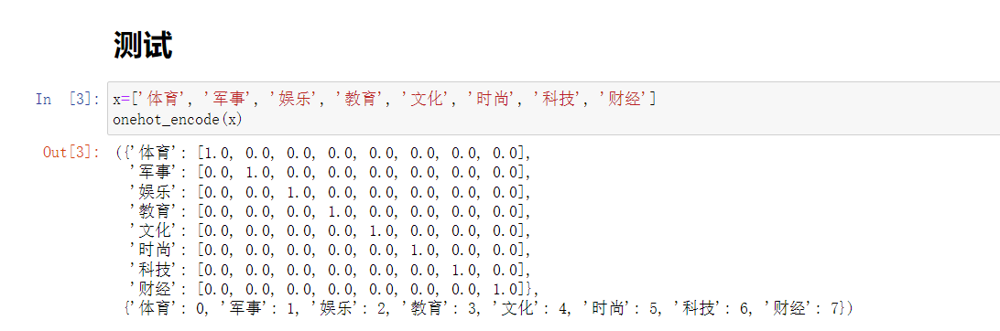 测试
In [3]: x=['体育', '军事', '娱乐', '教育', '文化', '时尚', '科技', '财经']
onehot_encode(x)
Out[3]: ({'体育': [1.0, 0.0, 0.0, 0.0, 0.0, 0.0, 0.0, 0.0],
'军事': [0.0, 1.0, 0.0, 0.0, 0.0, 0.0, 0.0, 0.0],
'娱乐': [0.0, 0.0, 1.0, 0.0, 0.0, 0.0, 0.0, 0.0],
'教育': [0.0, 0.0, 0.0, 1.0, 0.0, 0.0, 0.0, 0.0],
'文化': [0.0, 0.0, 0.0, 0.0, 1.0, 0.0, 0.0, 0.0],
'时尚': [0.0, 0.0, 0.0, 0.0, 0.0, 1.0, 0.0, 0.0],
'科技': [0.0, 0.0, 0.0, 0.0, 0.0, 0.0, 1.0, 0.0],
'财经': [0.0, 0.0, 0.0, 0.0, 0.0, 0.0, 0.0, 1.0]},
{'体育': 0, '军事': 1, '娱乐': 2, '教育': 3, '文化': 4, '时尚': 5, '科技': 6, '财经': 7})